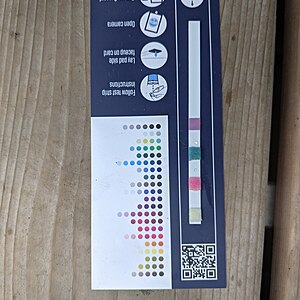 Follow test strip
instructions
Lay pad side
faceup on card
Open camera